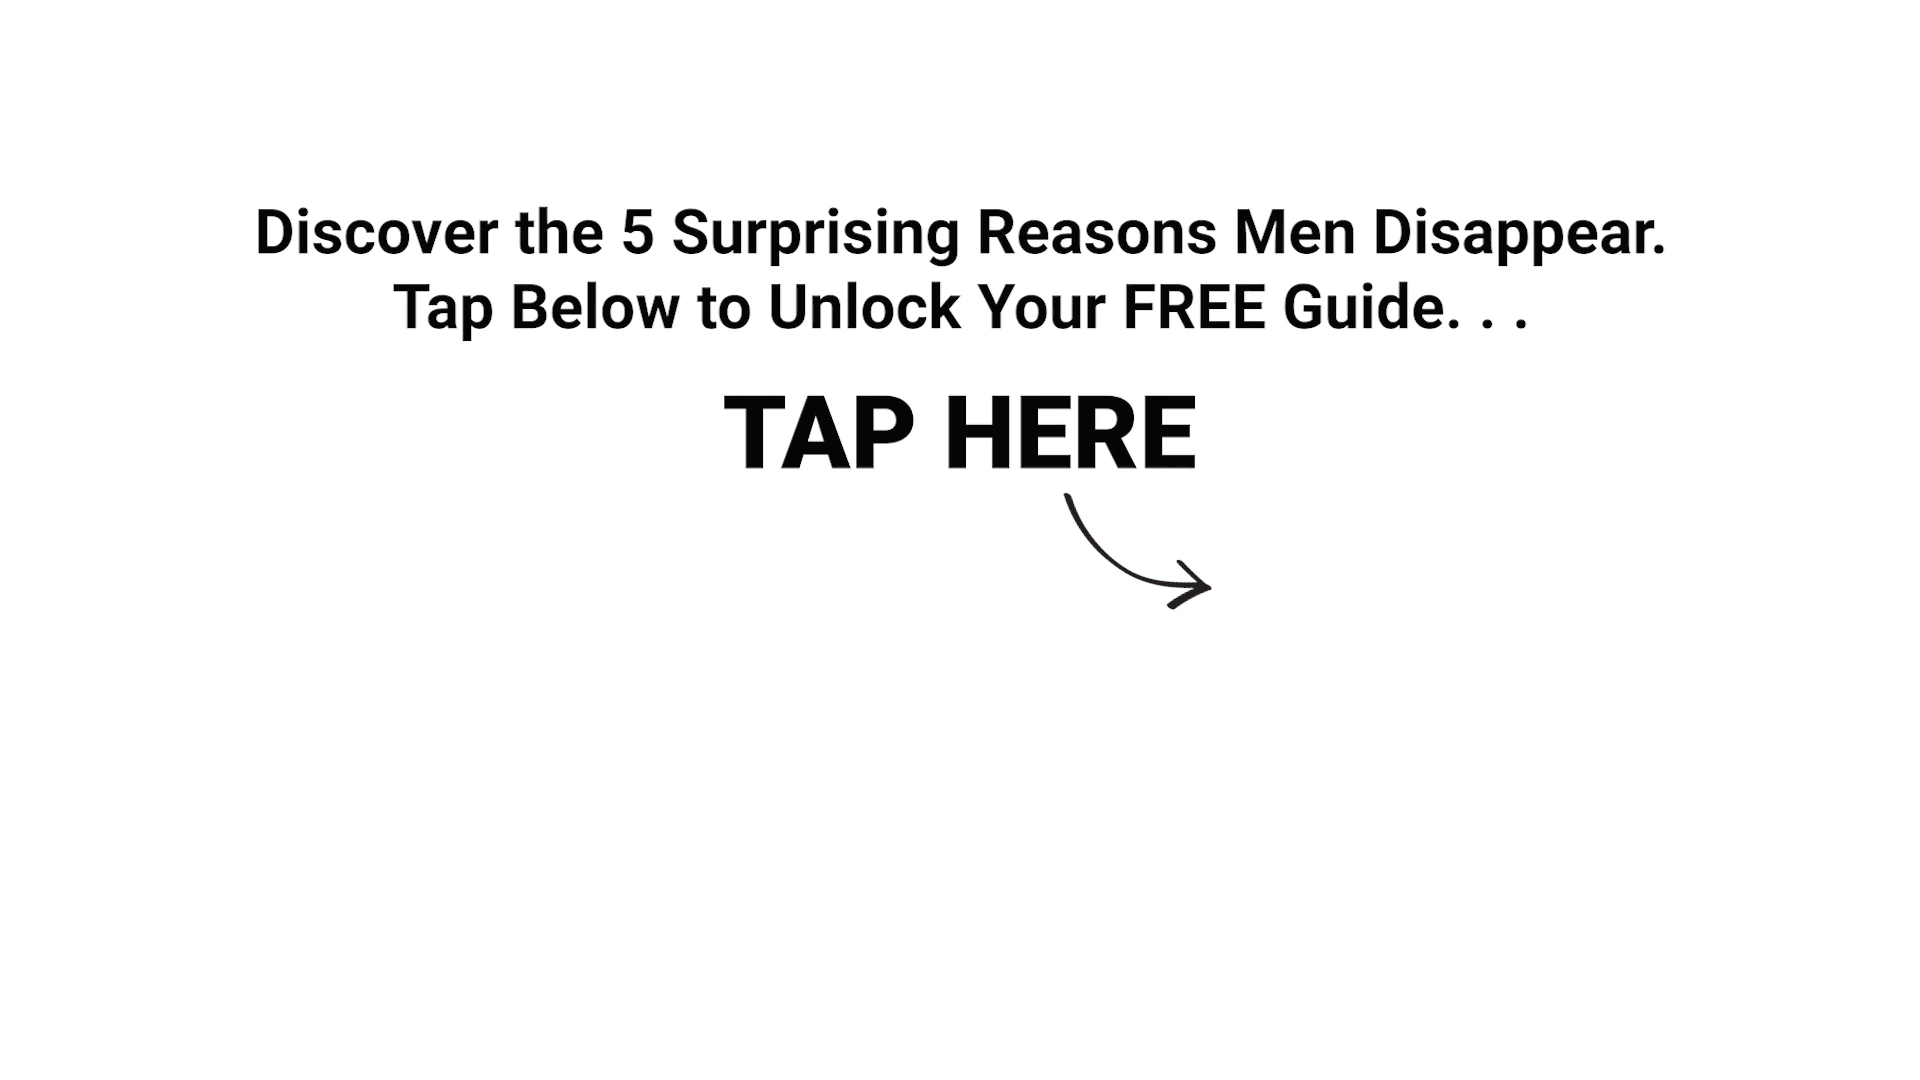 Discover the 5 Surprising Reasons Men Disappear.
Tap Below to Unlock Your FREE Guide. . .
TAP HERE